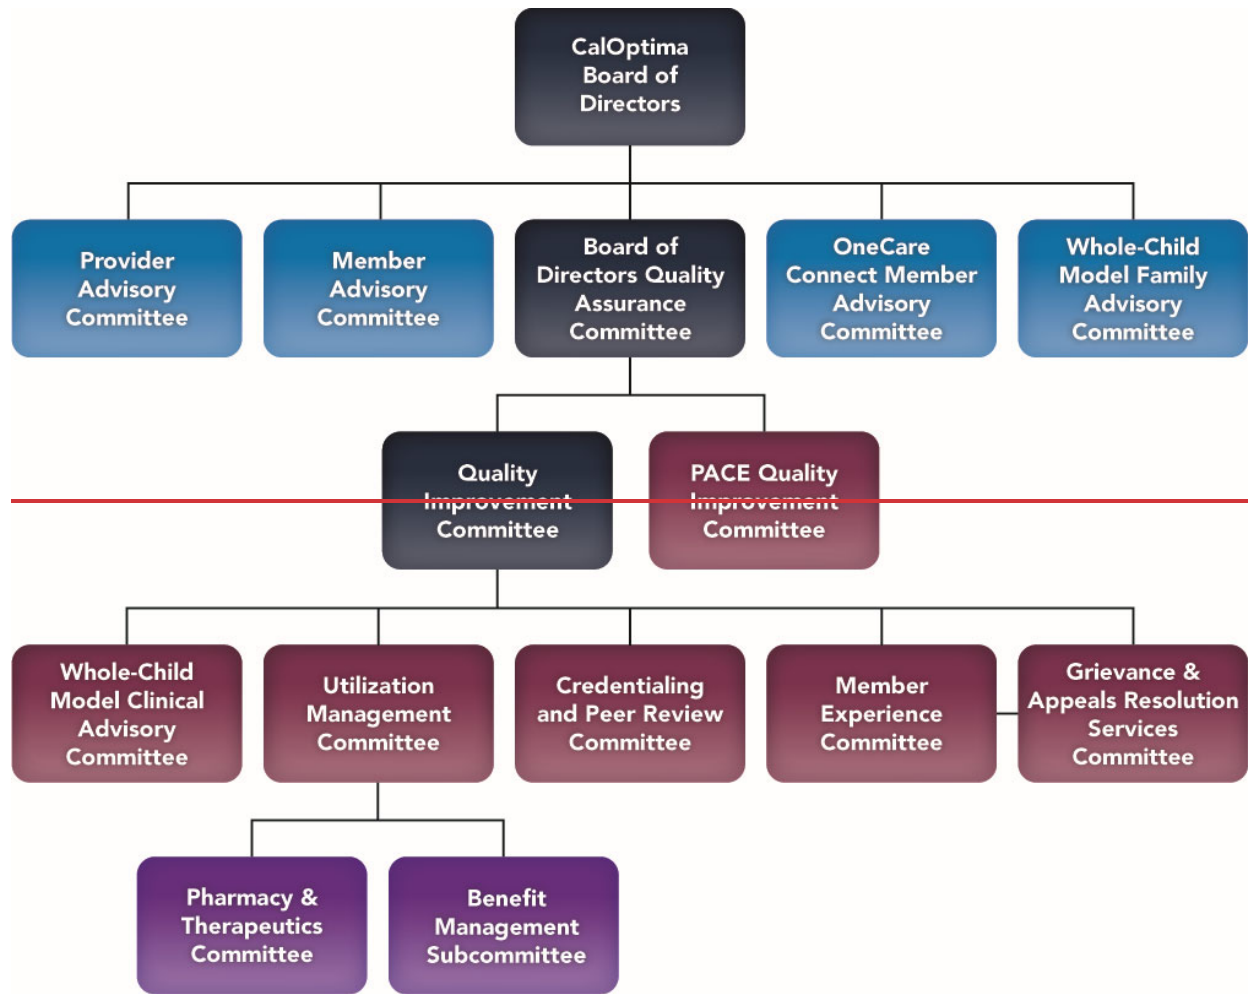 CalOptima
Board of
Directors
Provider
Advisory
Committee
Member
Advisory
Committee
Board of
Directors Quality
Assurance
Committee
OneCare
Connect Member
Advisory
Committee
Whole-Child
Model Family
Advisory
Committee
Quality
Improvement
Committee
PACE Quality
Improvement
Committee
Whole-Child
Model Clinical
Advisory
Committee
Utilization
Management
Committee
Credentialing
and Peer Review
Committee
Member
Experience
Committee
Grievance &
Appeals Resolution
Services
Committee
Pharmacy &
Therapeutics
Committee
Benefit
Management
Subcommittee